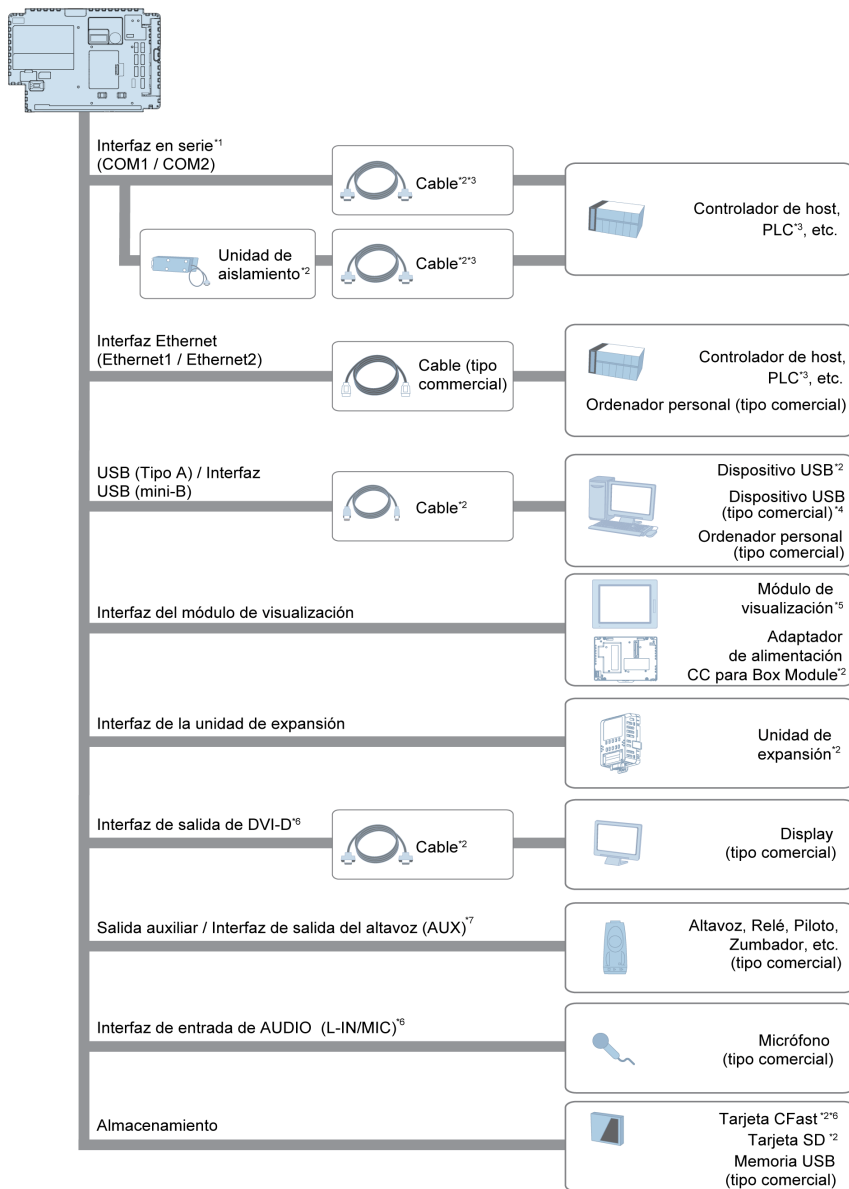 Interfaz en serie*1
(COM1 / COM2)
Cable*2*3
Controlador de host,
PLC*3, etc.
Unidad de
aislamiento*2
Cable*2*3
Interfaz Ethernet
(Ethernet1 / Ethernet2)
Cable (tipo
commercial)
Controlador de host,
PLC*3, etc.
Ordenador personal (tipo comercial)
USB (Tipo A) / Interfaz
USB (mini-B)
Cable*2
Dispositivo USB*2
Dispositivo USB
(tipo comercial)*4
Ordenador personal
(tipo comercial)
Interfaz del módulo de visualización
Módulo de
visualización*5
Adaptador
de alimentación
CC para Box Module*2
Interfaz de la unidad de expansión
Unidad de
expansión*2
Interfaz de salida de DVI-D*6
Cable*2
Display
(tipo comercial)
Salida auxiliar / Interfaz de salida del altavoz (AUX)*7
Altavoz, Relé, Piloto,
Zumbador, etc.
(tipo comercial)
Interfaz de entrada de AUDIO (L-IN/MIC)*6
Micrófono
(tipo comercial)
Almacenamiento
Tarjeta CFast *2*6
Tarjeta SD *2
Memoria USB
(tipo comercial)